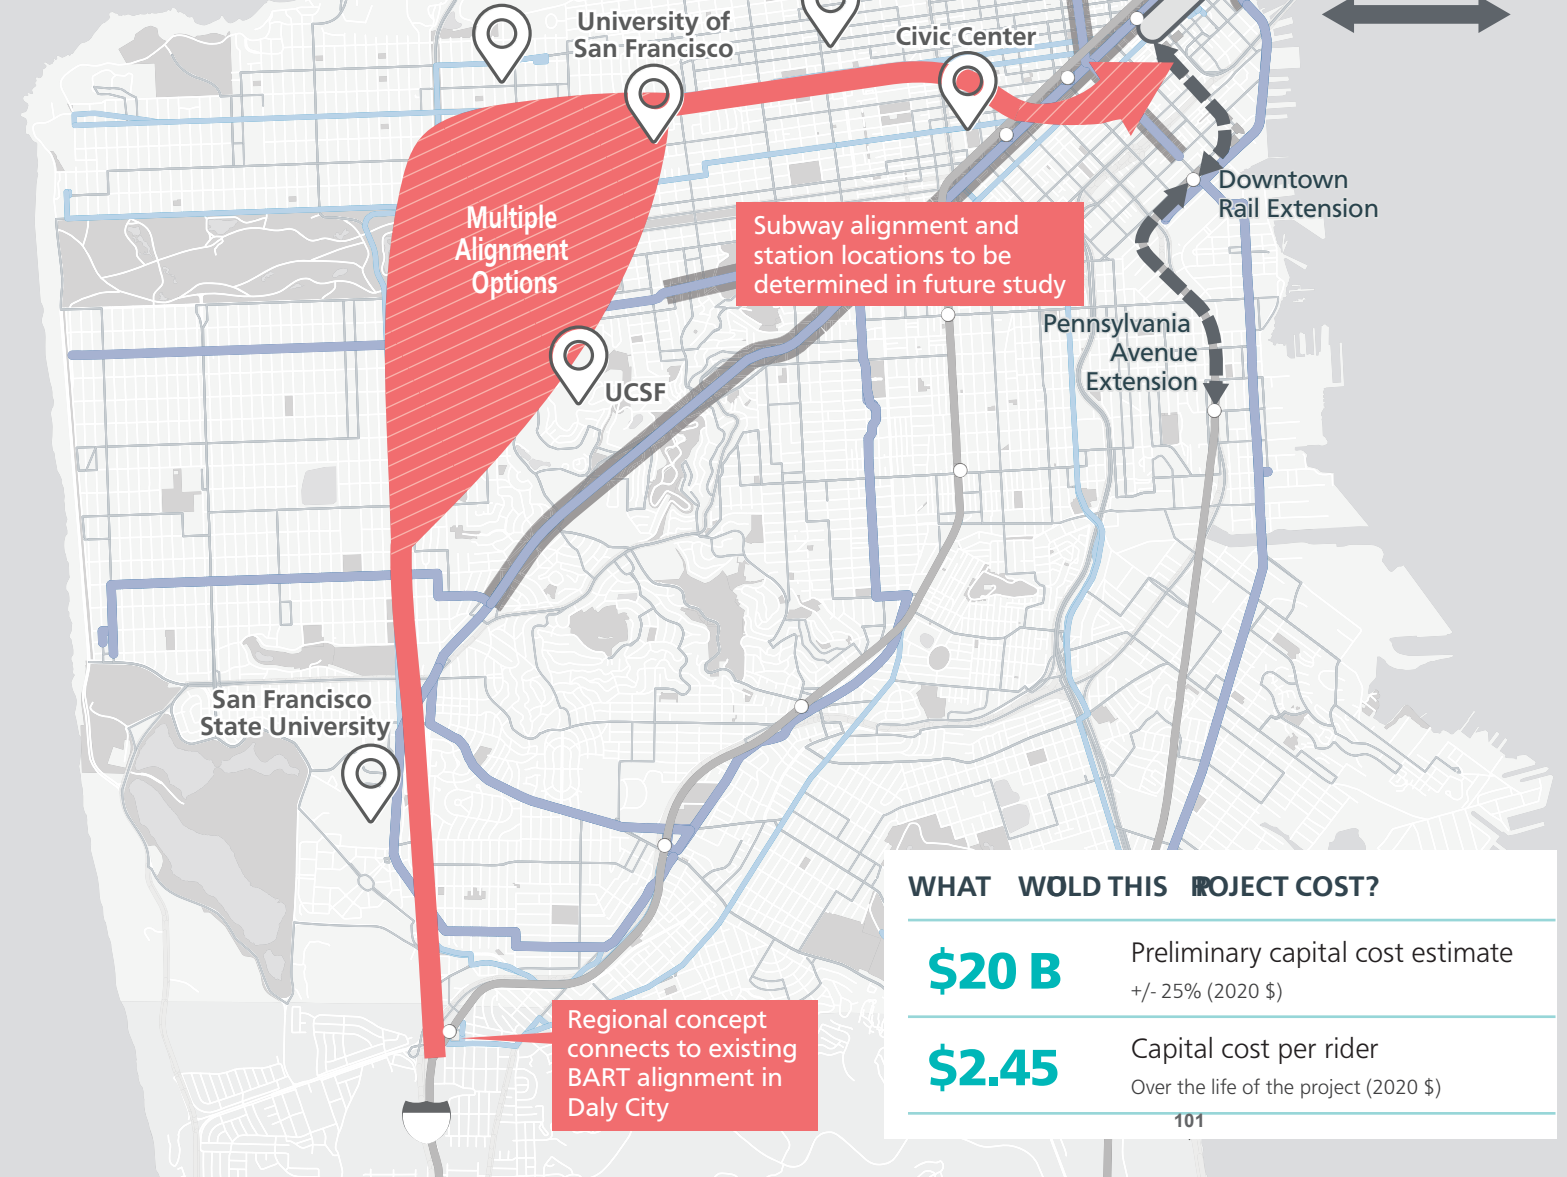 University of
San Francisco
Civic Center
Downtown
Rail Extension
Multiple
Alignment
Options
Subway alignment and
station locations to be
determined in future study
Pennsylvania
Avenue
Extension
UCSF
San Francisco
State University
Regional concept
connects to existing
BART alignment in
Daly City
WHAT WOULD THIS PROJECT COST?
$20 B
Preliminary capital cost estimate
+/- 25% (2020 $)
$2.45
Capital cost per rider
Over the life of the project (2020 $)
101